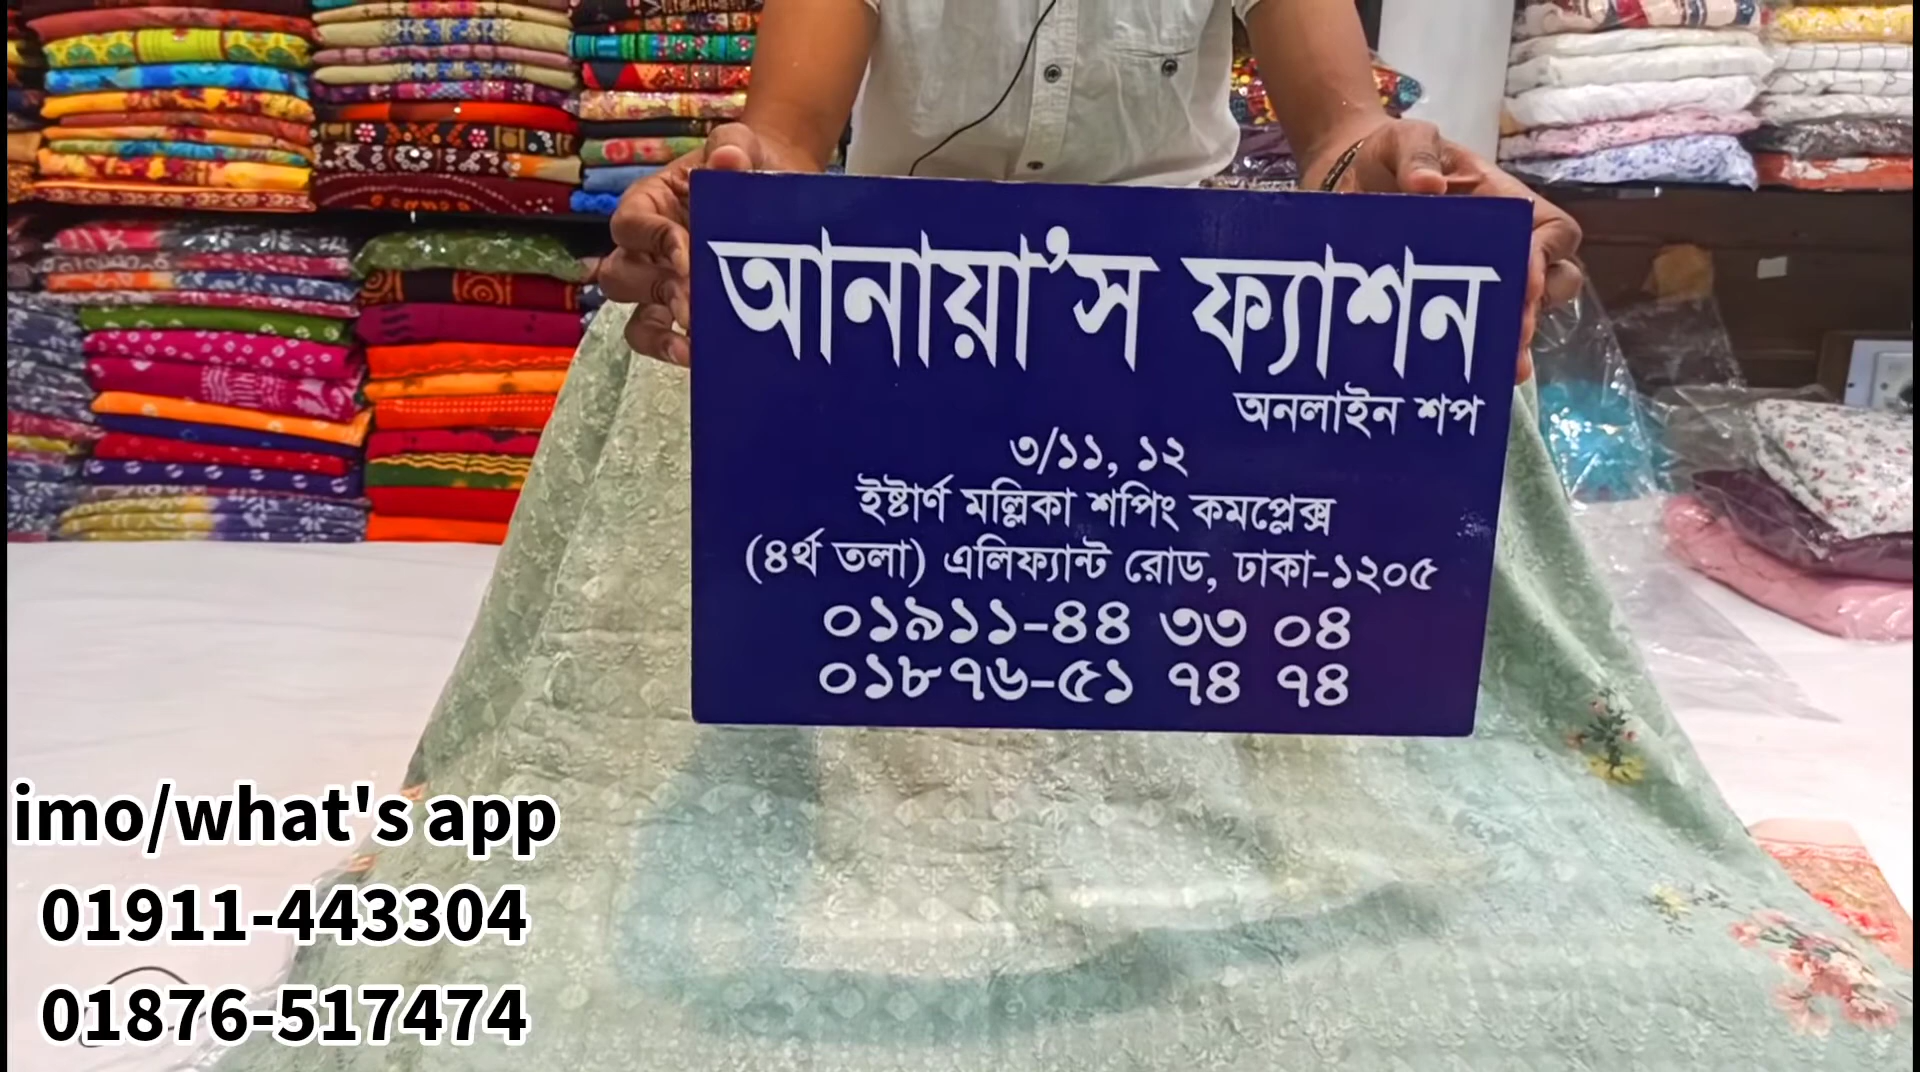 আনায়া'স ফ্যাশন
অনলাইন শপ
৩/১১, ১২
ইষ্টার্ণ মল্লিকা শপিং কমপ্লেক্স
(৪র্থ তলা) এলিফ্যান্ট রোড, ঢাকা-১২০৫
০১৯১১-৪৪ ৩৩ ০৪
০১৮৭৬-৫১ ৭৪ ৭৪
imo/what's app
01911-443304
01876-517474